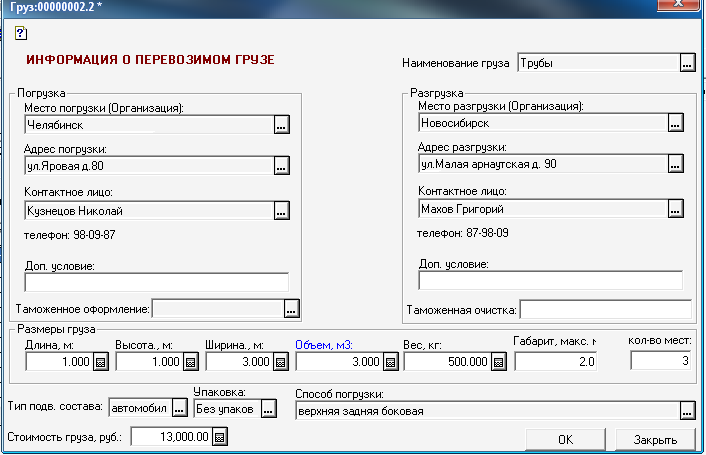 Груз:00000002.2 *
ИНФОРМАЦИЯ О ПЕРЕВОЗИМОМ ГРУЗЕ
Наименование груза Трубы ...
Погрузка
Место погрузки (Организация):
Челябинск ...
Адрес погрузки:
ул.Яровая д.80 ...
Контактное лицо:
Кузнецов Николай ...
телефон: 98-09-87
Доп. условие:
Таможенное оформление: ...
Разгрузка
Место разгрузки (Организация):
Новосибирск ...
Адрес разгрузки:
ул.Малая арнаутская д. 90 ...
Контактное лицо:
Махов Григорий ...
телефон: 87-98-09
Доп. условие:
Таможенная очистка:
Размеры груза
Длина, м: Высота., м: Ширина., м: Объем, м3: Вес, кг: Габарит, макс. м кол-во мест:
1.000 1.000 3.000 3.000 500.000 2.0 3
Тип подв. состава: автомобил ...
Упаковка:
Без упаков ...
Способ погрузки:
верхняя задняя боковая ...
Стоимость груза, руб.: 13,000.00
OK Закрыть